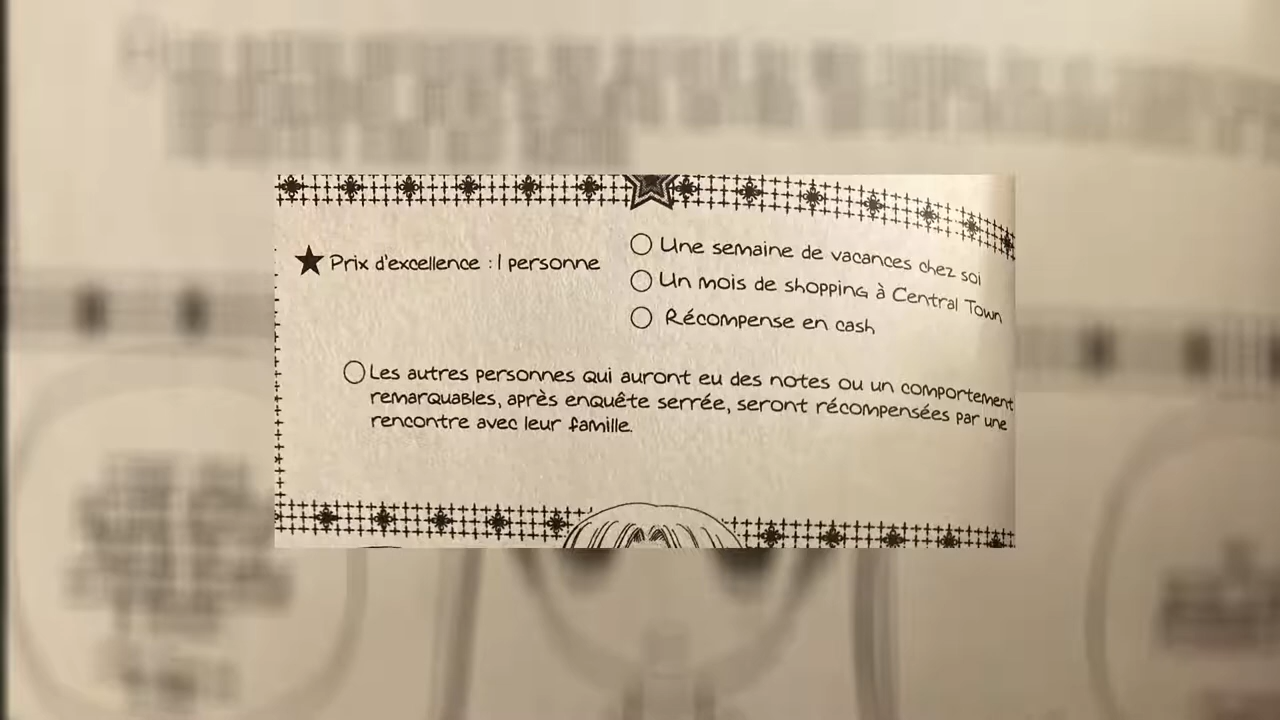 ★ Prix d'excellence : 1 personne
○ Une semaine de vacances chez soi
○ Un mois de shopping à Central Town
○ Récompense en cash
○ Les autres personnes qui auront eu des notes ou un comportement
remarquables, après enquête serrée, seront récompensées par une
rencontre avec leur famille.